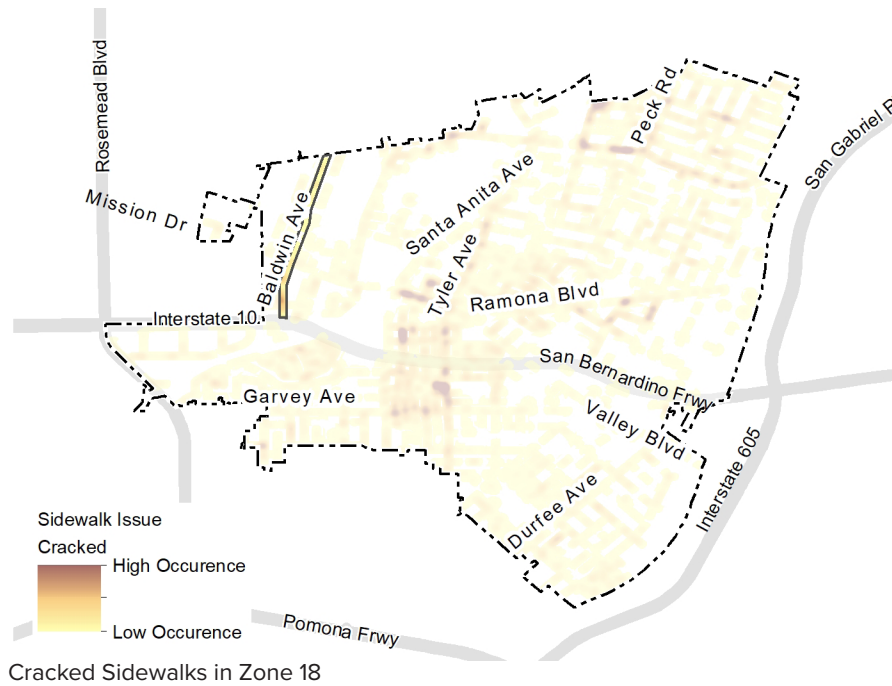 Rosemead Blvd
Peck Rd
San Gabriel R
Mission Dr
Santa Anita Ave
Baldwin Ave
Tyler Ave
Ramona Blvd
Interstate 10
San Bernardino Frwy
Garvey Ave
Valley Blvd
Interstate 605
Durfee Ave
Sidewalk Issue
Cracked
High Occurence
Low Occurence
Pomona Frwy
Cracked Sidewalks in Zone 18